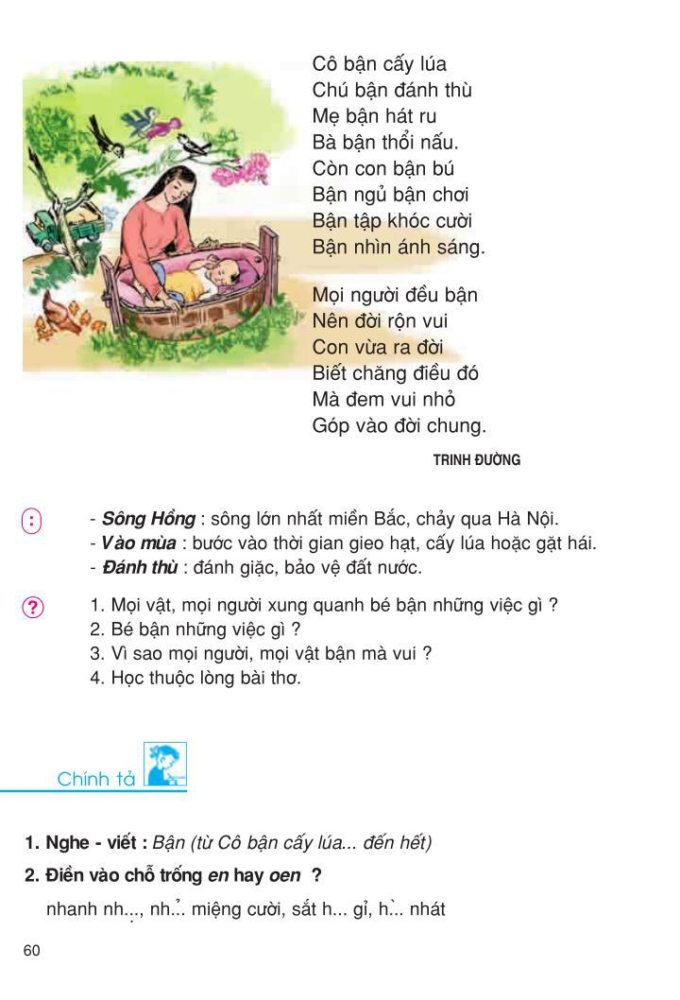 Cô bận cấy lúa
Chú bận đánh thù
Mẹ bận hát ru
Bà bận thổi nấu.
Còn con bận bú
Bận ngủ bận chơi
Bận tập khóc cười
Bận nhìn ánh sáng.
Mọi người đều bận
Nên đời rộn vui
Con vừa ra đời
Biết chăng điều đó
Mà đem vui nhỏ
Góp vào đời chung.
TRINH ĐƯỜNG
- Sông Hồng : sông lớn nhất miền Bắc, chảy qua Hà Nội.
- Vào mùa : bước vào thời gian gieo hạt, cấy lúa hoặc gặt hái.
- Đánh thù : đánh giặc, bảo vệ đất nước.
1. Mọi vật, mọi người xung quanh bé bận những việc gì ?
2. Bé bận những việc gì ?
3. Vì sao mọi người, mọi vật bận mà vui ?
4. Học thuộc lòng bài thơ.
Chính tả
1. Nghe - viết : Bận (từ Cô bận cấy lúa... đến hết)
2. Điền vào chỗ trống en hay oen ?
nhanh nh..̣., nh..̉. miệng cười, sắt h... gỉ, h..̀. nhát
60